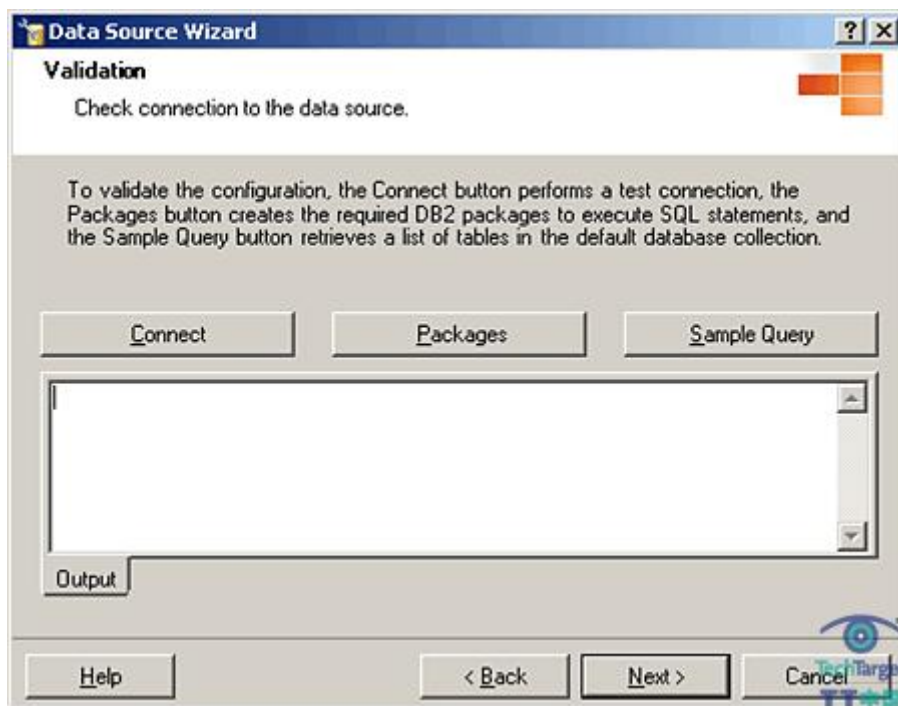 Data Source Wizard
Validation
Check connection to the data source.
To validate the configuration, the Connect button performs a test connection, the
Packages button creates the required DB2 packages to execute SQL statements, and
the Sample Query button retrieves a list of tables in the default database collection.
Connect
Packages
Sample Query
Output
Help
< Back
Next >
Cancel
TechTarget